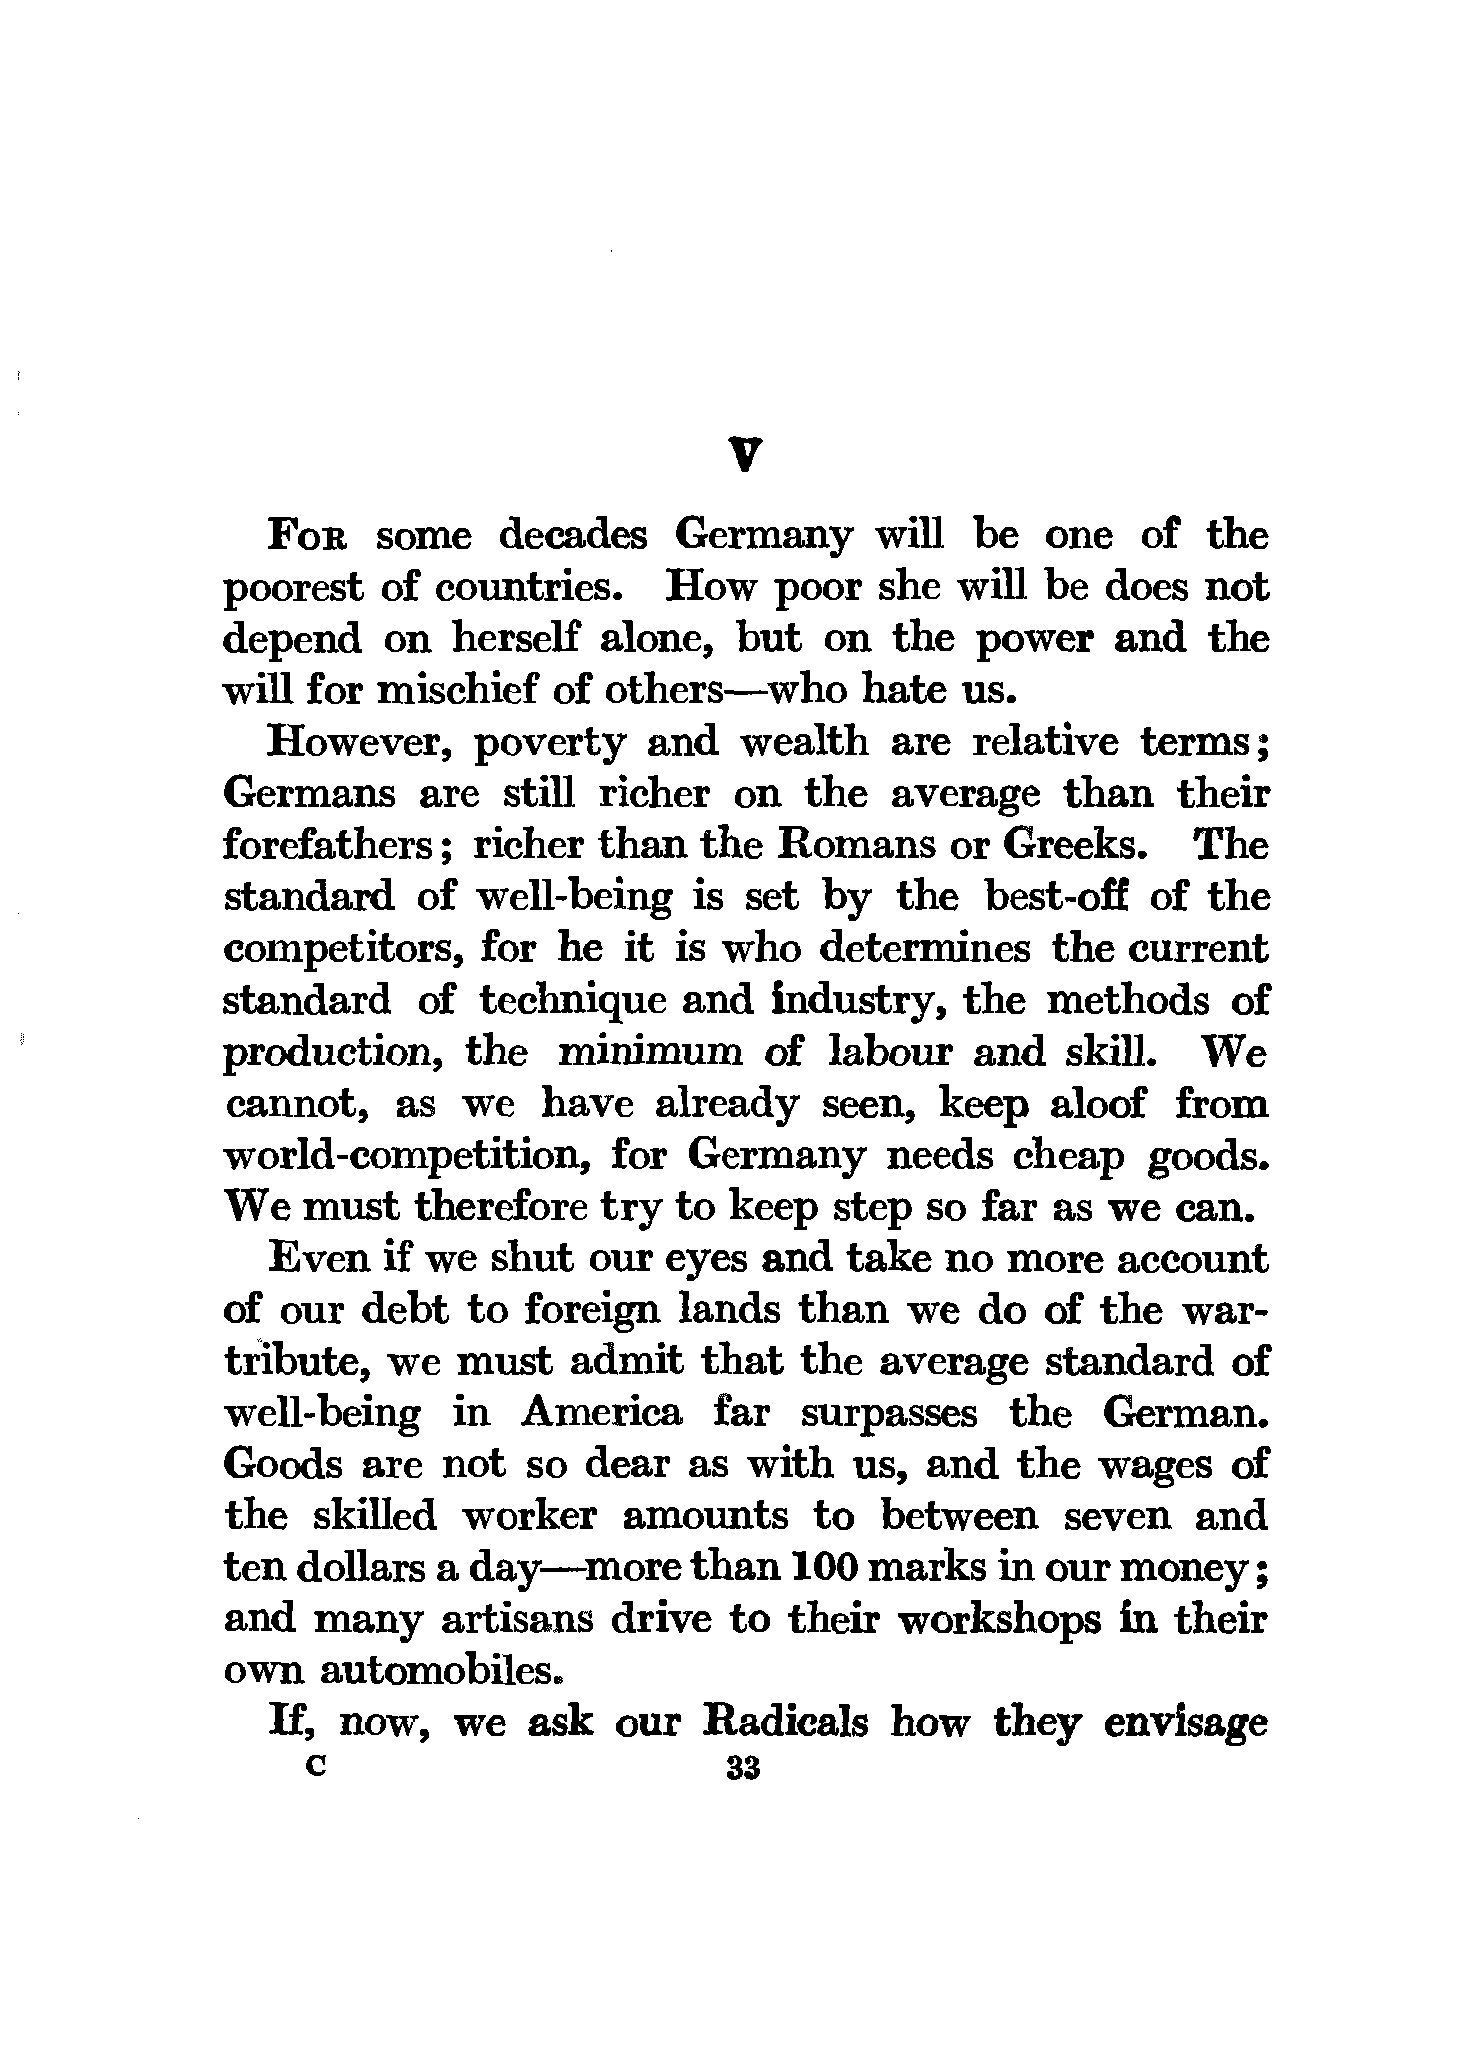 V
FOR some decades Germany will be one of the
poorest of countries. How poor she will be does not
depend on herself alone, but on the power and the
will for mischief of others—who hate us.
However, poverty and wealth are relative terms;
Germans are still richer on the average than their
forefathers; richer than the Romans or Greeks. The
standard of well-being is set by the best-off of the
competitors, for he it is who determines the current
standard of technique and industry, the methods of
production, the minimum of labour and skill. We
cannot, as we have already seen, keep aloof from
world-competition, for Germany needs cheap goods.
We must therefore try to keep step so far as we can.
Even if we shut our eyes and take no more account
of our debt to foreign lands than we do of the war-
tribute, we must admit that the average standard of
well-being in America far surpasses the German.
Goods are not so dear as with us, and the wages of
the skilled worker amounts to between seven and
ten dollars a day—more than 100 marks in our money;
and many artisans drive to their workshops in their
own automobiles.
If, now, we ask our Radicals how they envisage
C 33